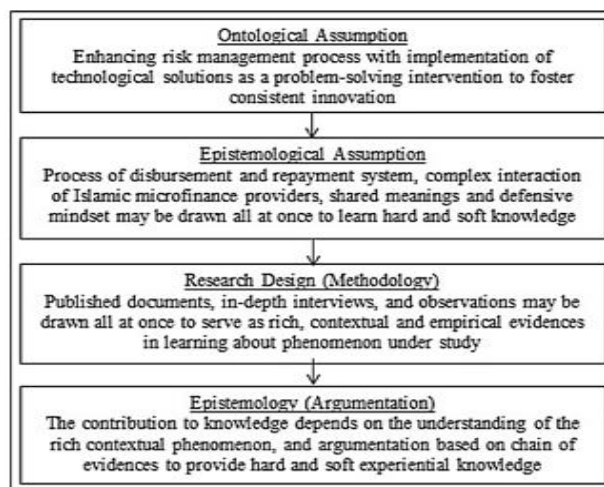 Ontological Assumption
Enhancing risk management process with implementation of
technological solutions as a problem-solving intervention to foster
consistent innovation
Epistemological Assumption
Process of disbursement and repayment system, complex interaction
of Islamic microfinance providers, shared meanings and defensive
mindset may be drawn all at once to learn hard and soft knowledge
Research Design (Methodology)
Published documents, in-depth interviews, and observations may be
drawn all at once to serve as rich, contextual and empirical evidences
in learning about phenomenon under study
Epistemology (Argumentation)
The contribution to knowledge depends on the understanding of the
rich contextual phenomenon, and argumentation based on chain of
evidences to provide hard and soft experiential knowledge